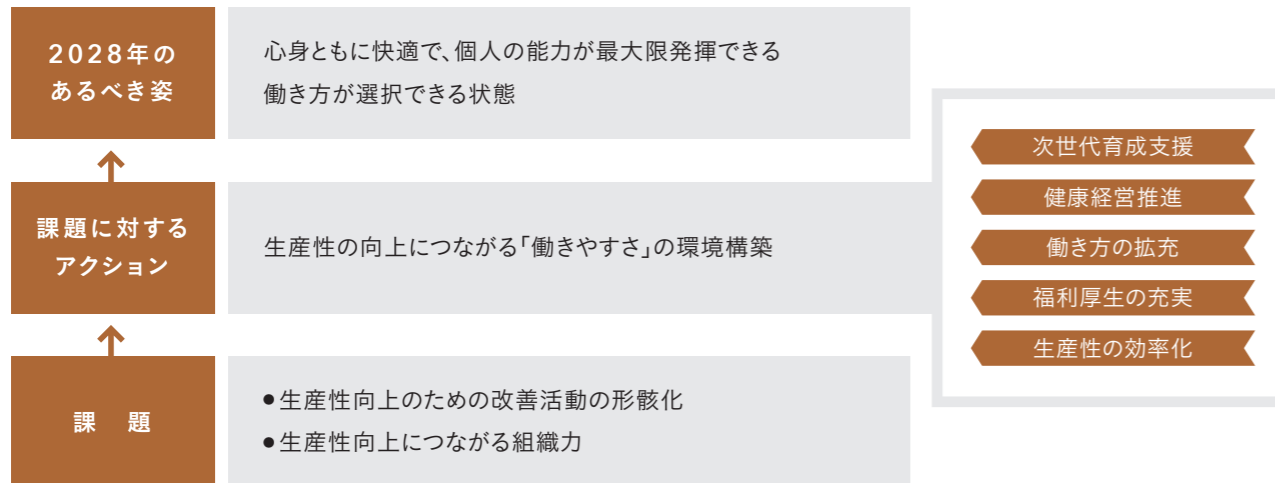 2028年の
あるべき姿
心身ともに快適で、個人の能力が最大限発揮できる
働き方が選択できる状態
課題に対する
アクション
生産性の向上につながる「働きやすさ」の環境構築
次世代育成支援
健康経営推進
働き方の拡充
福利厚生の充実
生産性の効率化
課　題
●生産性向上のための改善活動の形骸化
●生産性向上につながる組織力